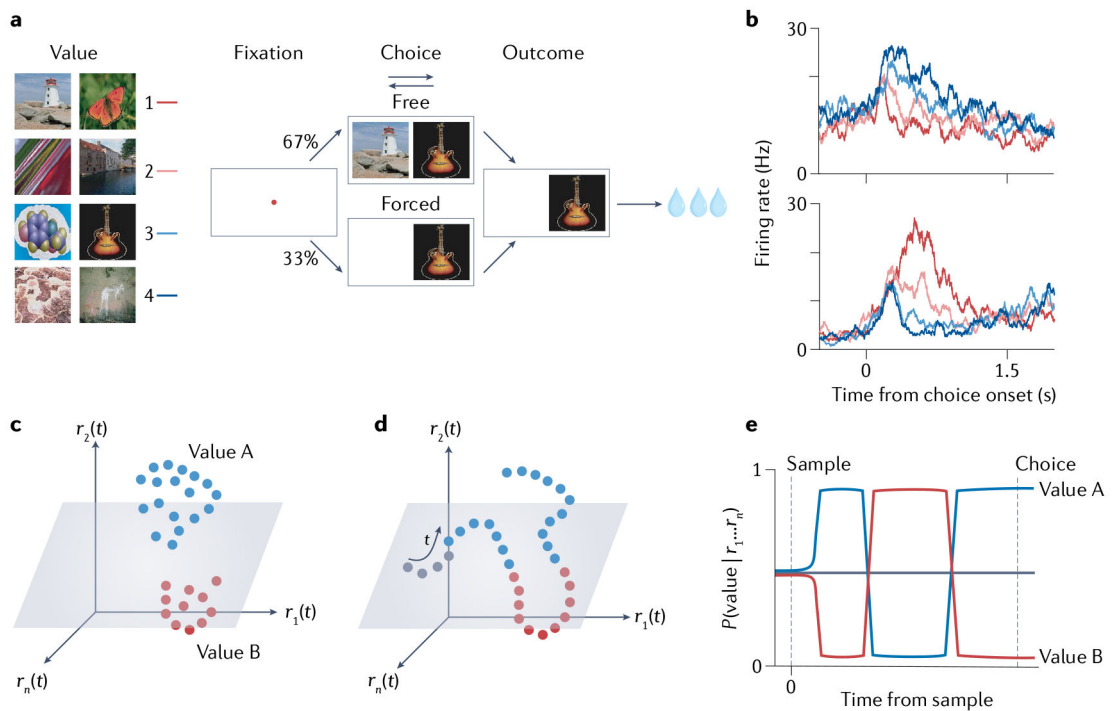 a
Value
Fixation
Choice
Outcome
1
2
3
4
67%
33%
Free
Forced
b
30
0
30
0
0
1.5
Firing rate (Hz)
Time from choice onset (s)
c
r2(t)
Value A
r1(t)
Value B
rn(t)
d
r2(t)
t
r1(t)
rn(t)
e
1
0
P(value | r1...rn)
Sample
Choice
Value A
Value B
0
Time from sample